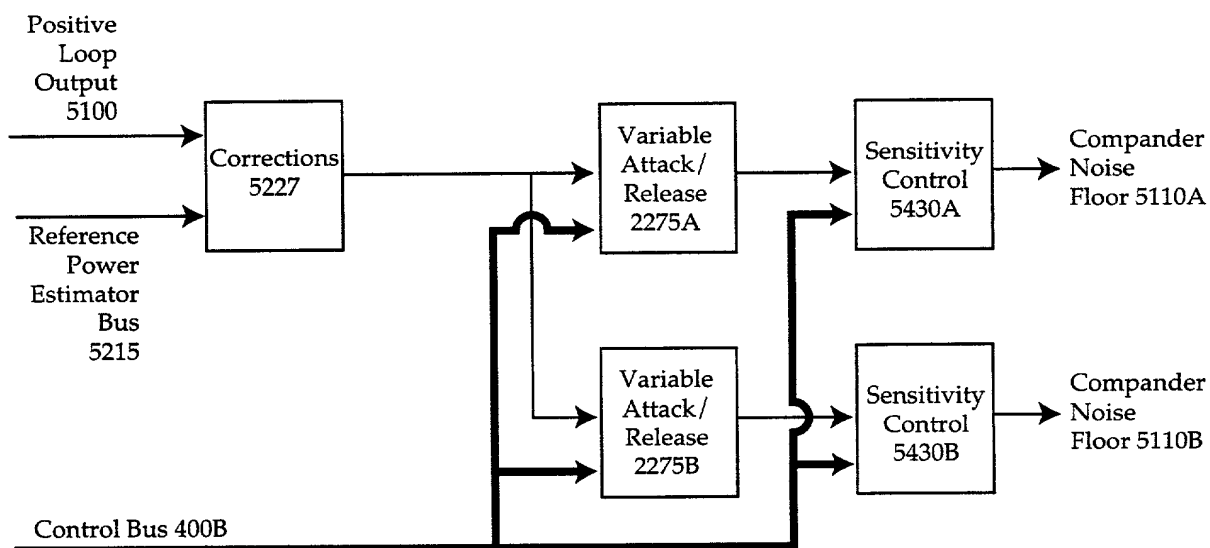 Positive
Loop
Output
5100
Corrections
5227
Reference
Power
Estimator
Bus
5215
Variable
Attack/
Release
2275A
Sensitivity
Control
5430A
Compander
Noise
Floor 5110A
Variable
Attack/
Release
2275B
Sensitivity
Control
5430B
Compander
Noise
Floor 5110B
Control Bus 400B